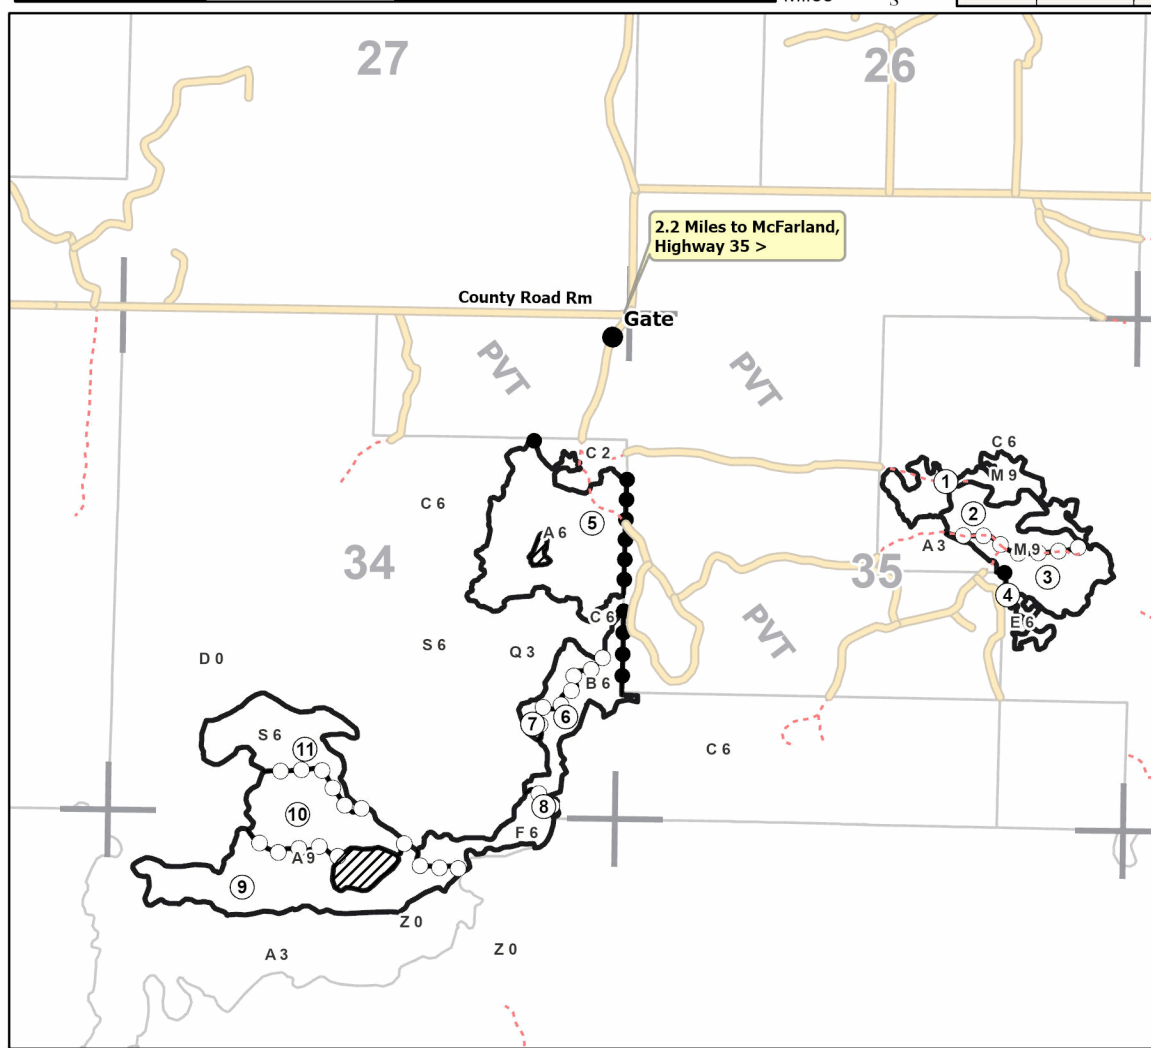 Miles
S
27
26
2.2 Miles to McFarland,
Highway 35 >
County Road Rm
Gate
PVT
PVT
C 6
C 2
M 9
1
C 6
2
5
A 6
A 3
M 9
34
35
3
4
C 6
E 6
PVT
S 6
Q 3
D 0
B 6
7
6
S 6
11
C 6
8
10
F 6
A 9
9
Z 0
A 3
Z 0